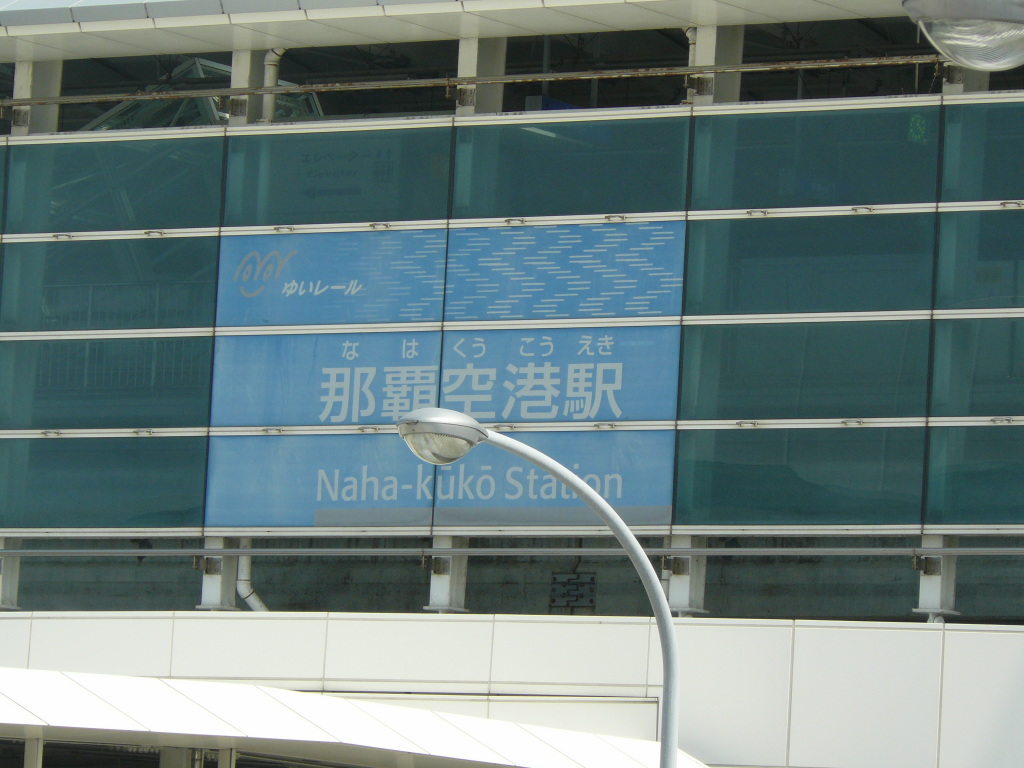 ゆいレール
な は くう こう えき
那覇空港駅
Naha-kūkō Station